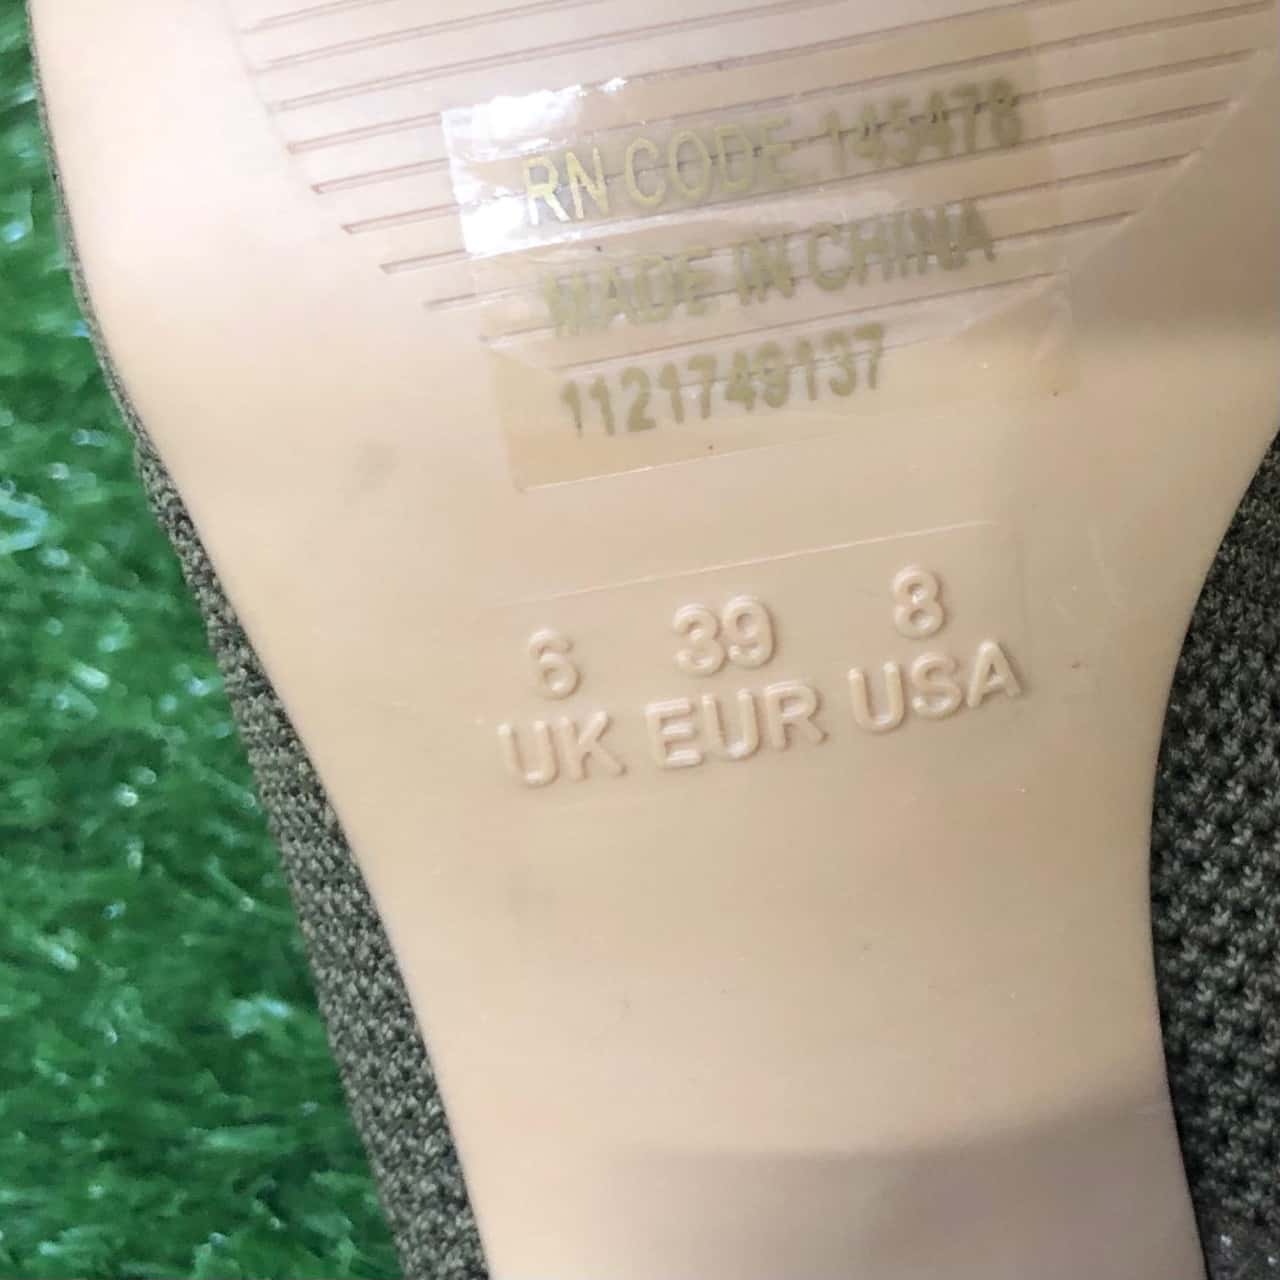 RN CODE 145478
MADE IN CHINA
1121749137
6 39 8
UK EUR USA